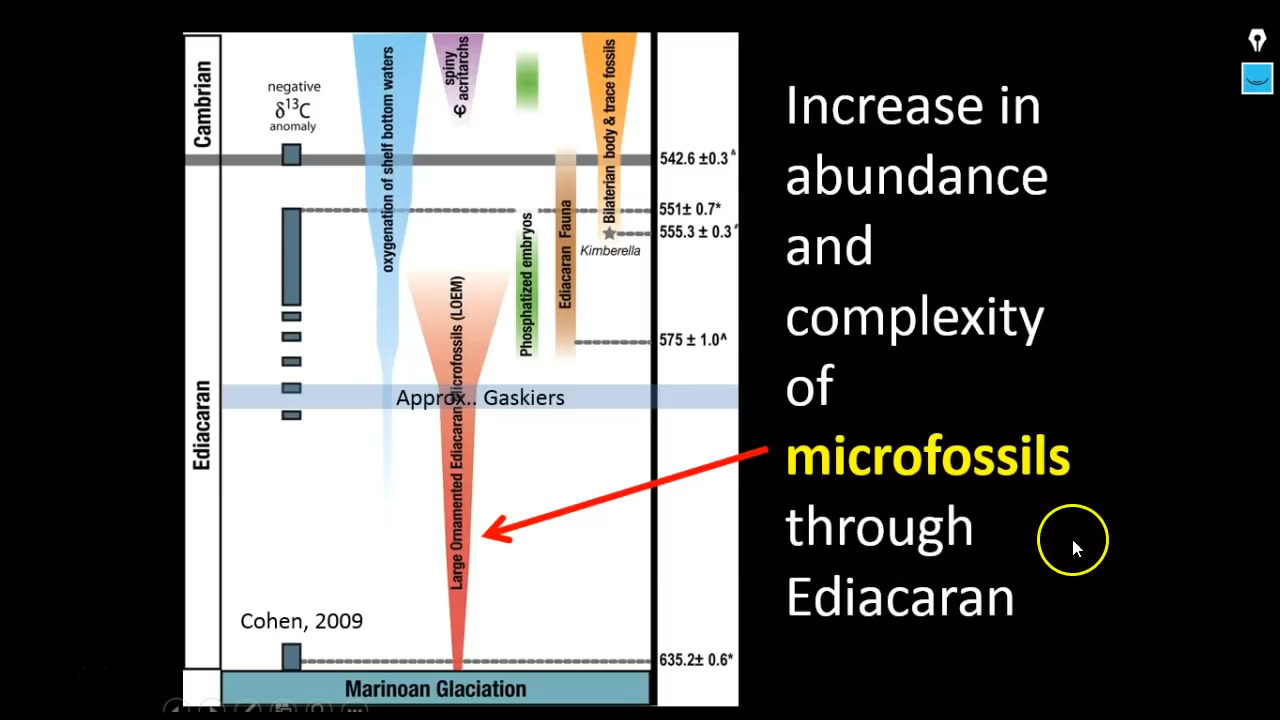 Cambrian
Ediacaran
negative
δ13C
anomaly
oxygenation of shelf bottom waters
spiny
Є acritarchs
Large Ornamented Ediacaran Microfossils (LOEM)
Phosphatized embryos
Ediacaran Fauna
Bilaterian body & trace fossils
Kimberella
542.6 ±0.3 &
551± 0.7*
555.3 ± 0.3 #
575 ± 1.0^
Approx.. Gaskiers
Cohen, 2009
635.2± 0.6*
Marinoan Glaciation
Increase in
abundance
and
complexity
of
microfossils
through
Ediacaran